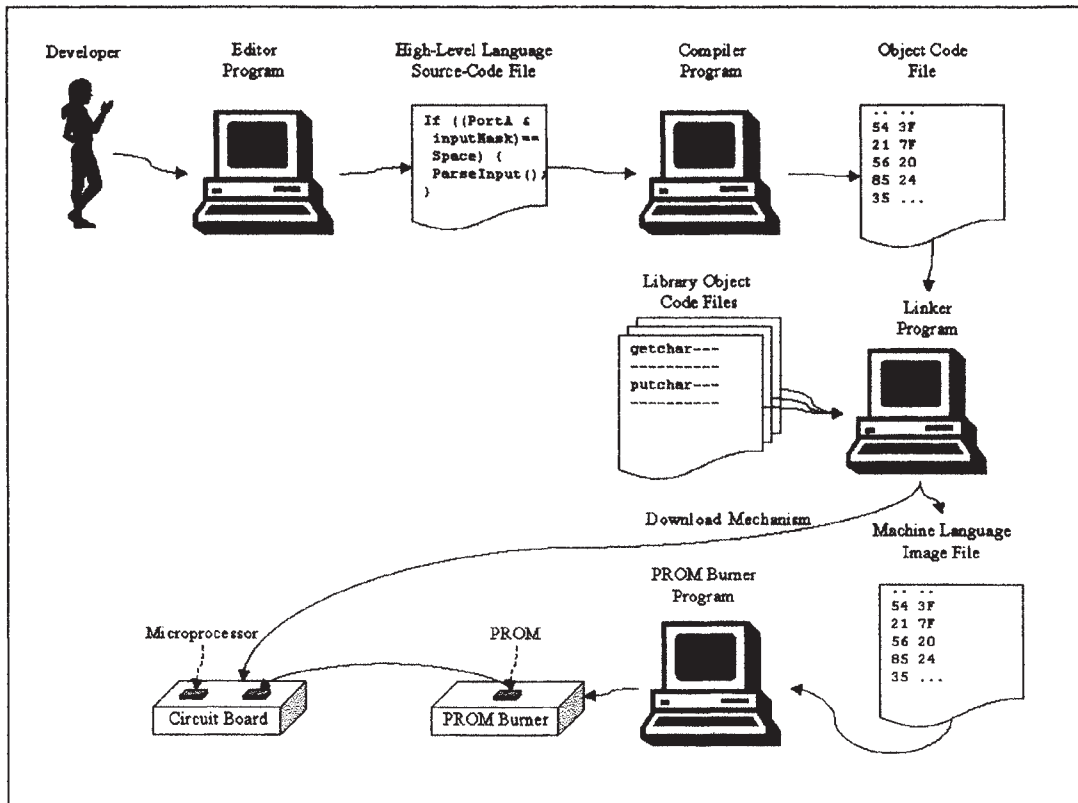 Developer
Editor
Program
High-Level Language
Source-Code File
Compiler
Program
Object Code
File
If ((PortA &
inputMask)==
Space) {
ParseInput();
}
.. ..
54 3F
21 7F
56 20
85 24
35 ...
Library Object
Code Files
getchar---
----------
putchar---
----------
Linker
Program
Download Mechanism
Machine Language
Image File
.. ..
54 3F
21 7F
56 20
85 24
35 ...
PROM Burner
Program
Microprocessor
PROM
Circuit Board
PROM Burner